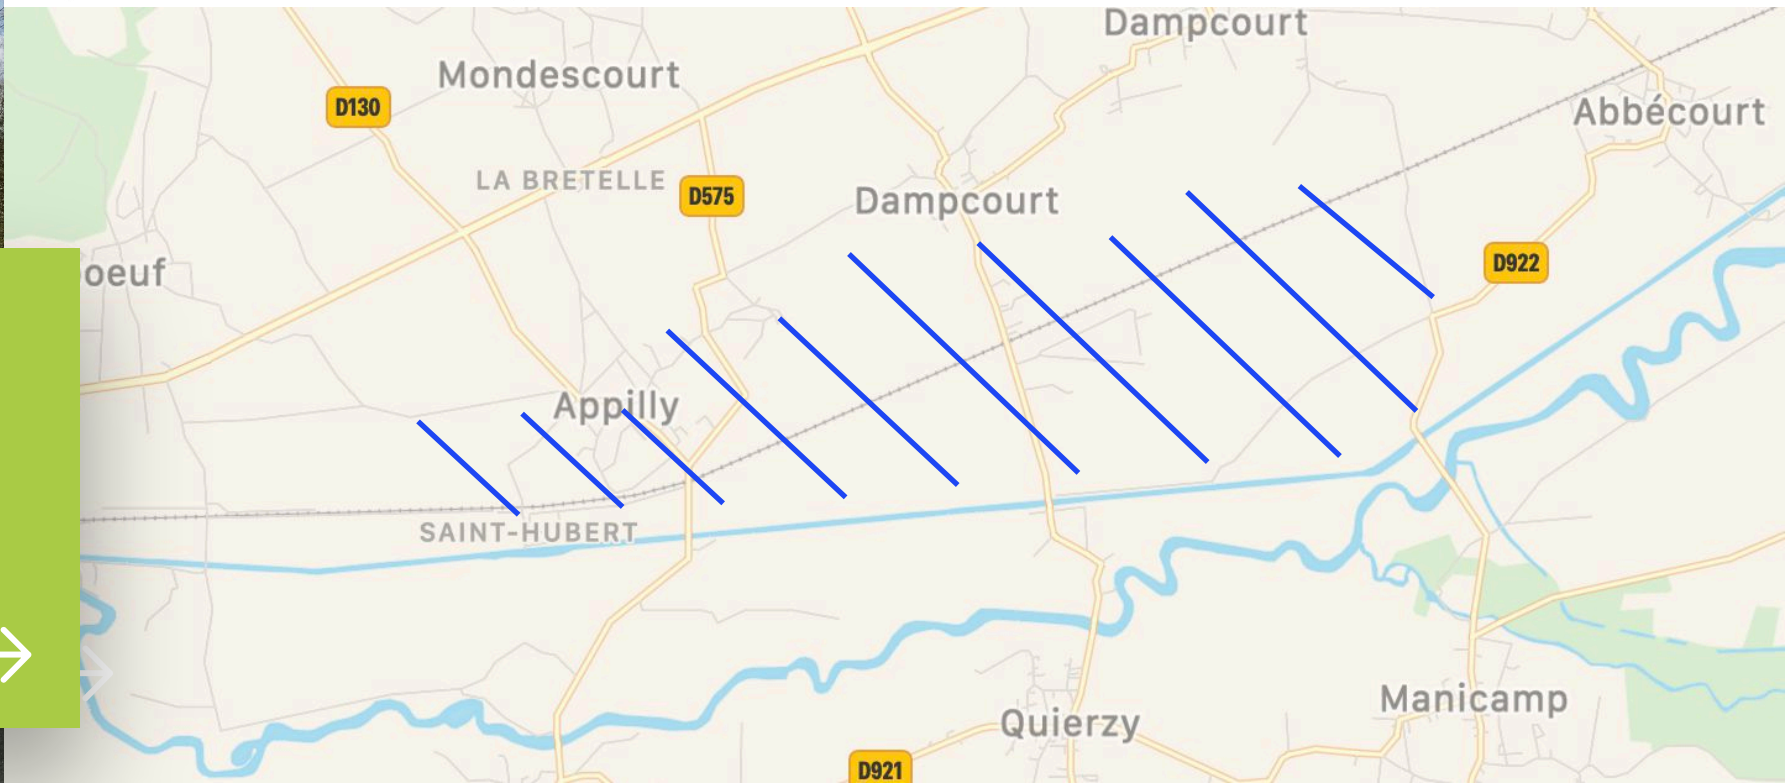 Dampcourt
Mondescourt
D130
Abbécourt
LA BRETELLE
D575
Dampcourt
D922
oeuf
Appilly
SAINT-HUBERT
Manicamp
Quierzy
D921